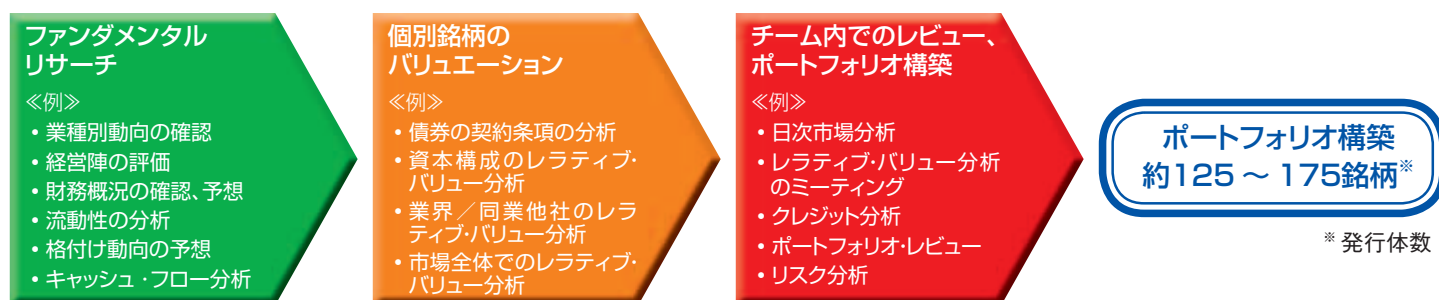 ファンダメンタル
リサーチ
≪例≫
・業種別動向の確認
・経営陣の評価
・財務概況の確認、予想
・流動性の分析
・格付け動向の予想
・キャッシュ・フロー分析
個別銘柄の
バリュエーション
≪例≫
・債券の契約条項の分析
・資本構成のレラティブ・
バリュー分析
・業界／同業他社のレラ
ティブ・バリュー分析
・市場全体でのレラティブ・
バリュー分析
チーム内でのレビュー、
ポートフォリオ構築
≪例≫
・日次市場分析
・レラティブ・バリュー分析
のミーティング
・クレジット分析
・ポートフォリオ・レビュー
・リスク分析
ポートフォリオ構築
約125 ～ 175銘柄※
※ 発行体数